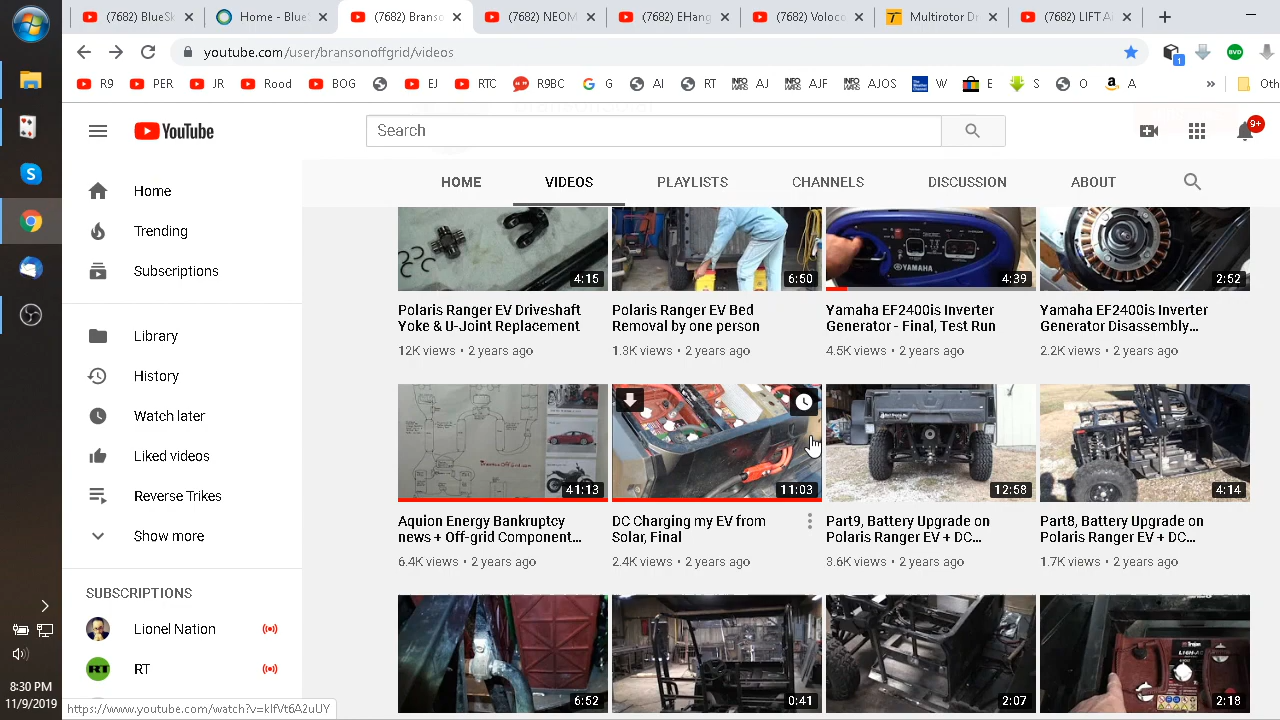 (7682) BlueS
Home - Blue
(7682) Branso
(7682) NEOM
(7682) EHang
(7682) Voloco
Multirotor Dr
(7682) LIFT Ai
youtube.com/user/bransonoffgrid/videos
1
BVD
R9 PER JR Rood BOG EJ PTC R9BC G AI RT AJ AJF AJOS W E S O A » Oth
YouTube
Search
9+
HOME VIDEOS PLAYLISTS CHANNELS DISCUSSION ABOUT
Home
Trending
Subscriptions
Library
History
Watch later
Liked videos
Reverse Trikes
Show more
SUBSCRIPTIONS
Lionel Nation
RT
4:15
Polaris Ranger EV Driveshaft
Yoke & U-Joint Replacement
12K views • 2 years ago
6:50
Polaris Ranger EV Bed
Removal by one person
1.3K views • 2 years ago
YAMAHA
4:39
Yamaha EF2400is Inverter
Generator - Final, Test Run
4.5K views • 2 years ago
2:52
Yamaha EF2400is Inverter
Generator Disassembly...
2.2K views • 2 years ago
41:13
Aquion Energy Bankruptcy
news + Off-grid Component...
6.4K views • 2 years ago
11:03
DC Charging my EV from
Solar, Final
2.4K views • 2 years ago
12:58
Part9, Battery Upgrade on
Polaris Ranger EV + DC...
3.6K views • 2 years ago
4:14
Part8, Battery Upgrade on
Polaris Ranger EV + DC...
1.7K views • 2 years ago
6:52
0:41
2:07
Trojan
2:18
8:30 PM
11/9/2019
https://www.youtube.com/watch?v=kIfVt6A2uUY